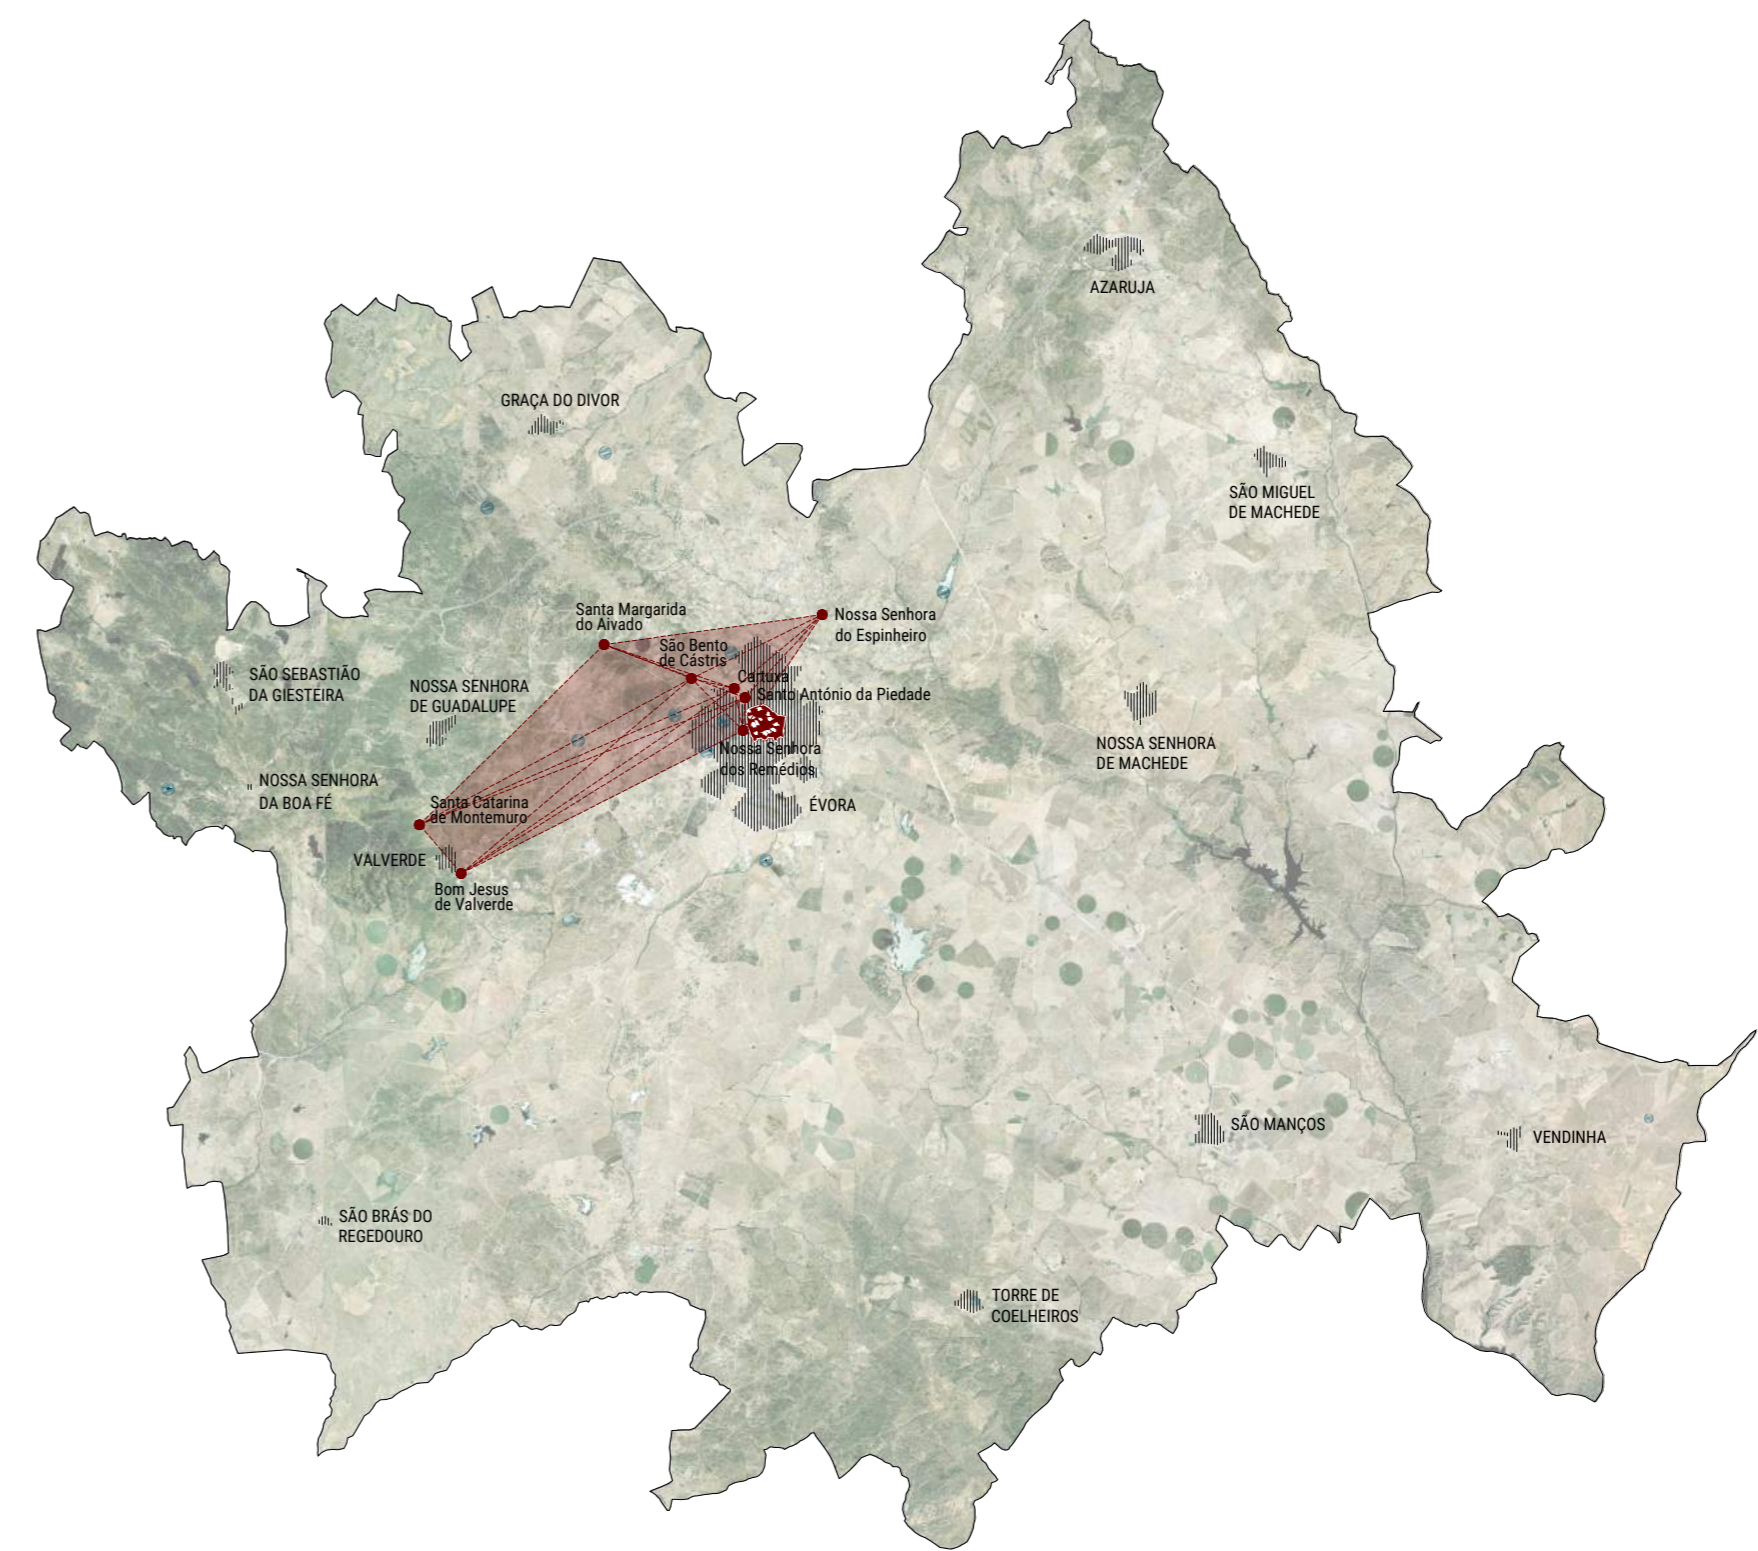 AZARUJA
GRAÇA DO DIVOR
SÃO MIGUEL
DE MACHEDE
Santa Margarida
do Aivado
Nossa Senhora
do Espinheiro
São Bento
de Cástris
Cartuxa
Santo António da Piedade
SÃO SEBASTIÃO
DA GIESTEIRA
NOSSA SENHORA
DE GUADALUPE
NOSSA SENHORA
DE MACHEDE
Nossa Senhora
dos Remédios
NOSSA SENHORA
DA BOA FÉ
Santa Catarina
de Montemuro
ÉVORA
VALVERDE
Bom Jesus
de Valverde
SÃO MANÇOS
VENDINHA
SÃO BRÁS DO
REGEDOURO
TORRE DE
COELHEIROS